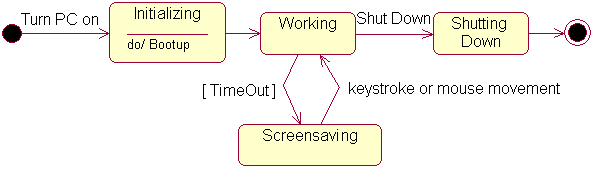 Turn PC on
Initializing
do/ Bootup
Working
Shut Down
Shutting
Down
[ TimeOut ]
keystroke or mouse movement
Screensaving